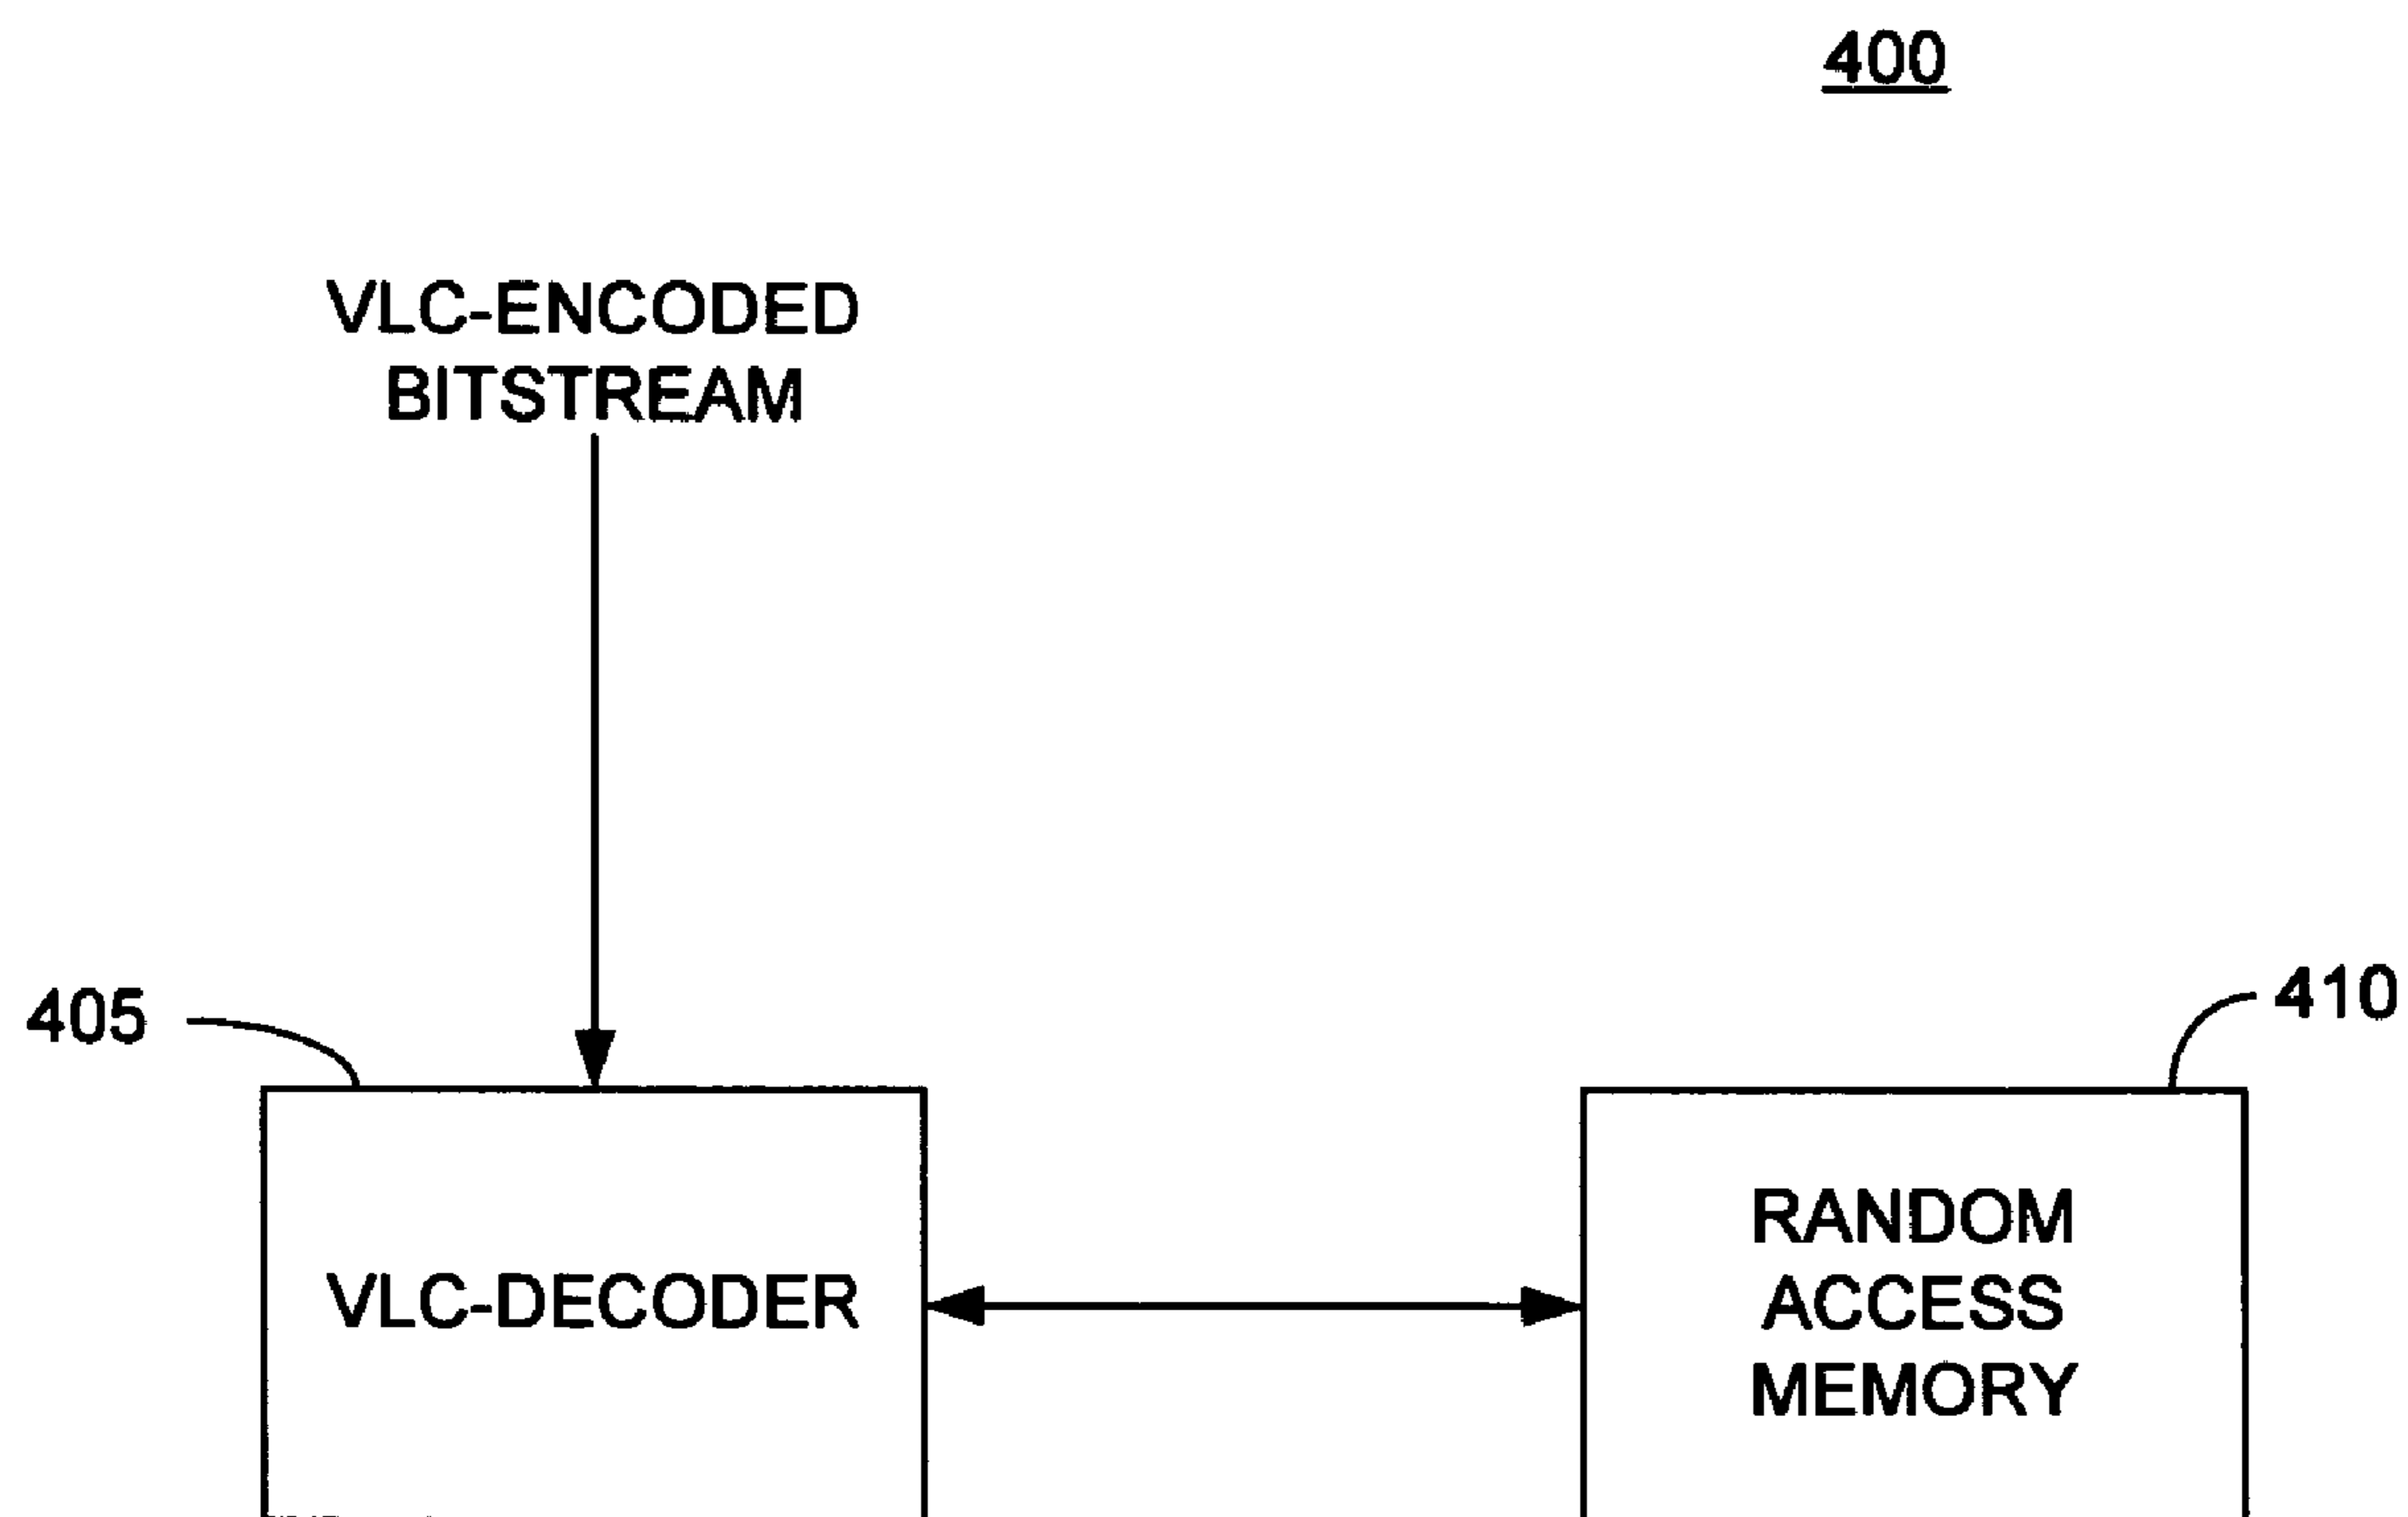 400
VLC-ENCODED
BITSTREAM
405
410
VLC-DECODER
RANDOM
ACCESS
MEMORY